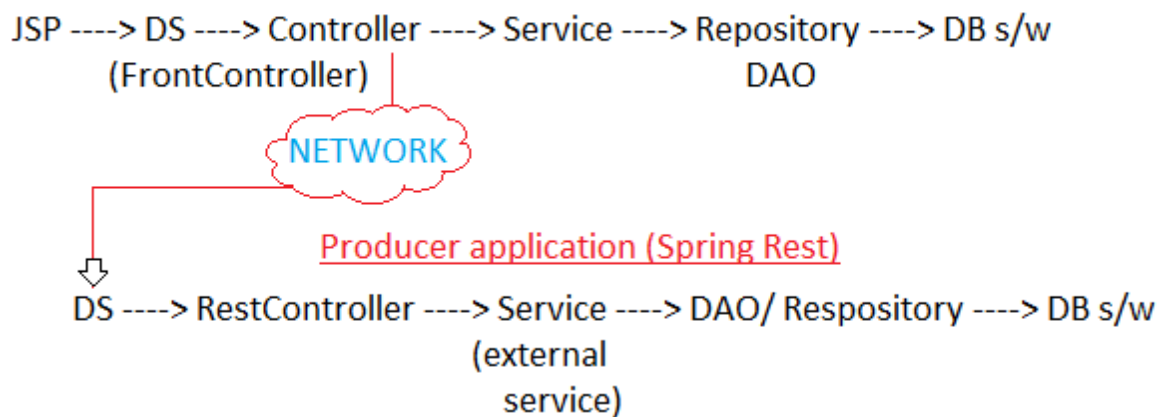 JSP ----> DS ----> Controller ----> Service ----> Repository ----> DB s/w
(FrontController) DAO
NETWORK
Producer application (Spring Rest)
DS ----> RestController ----> Service ----> DAO/ Respository ----> DB s/w
(external
service)